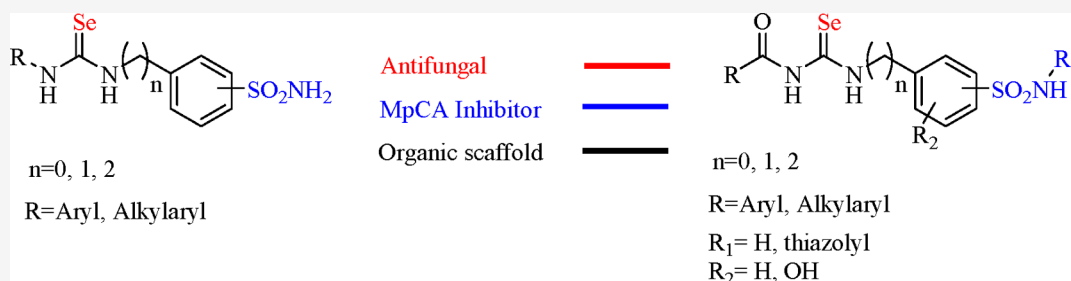 Se
R
N
H
N
H
( )n
SO₂NH₂
n=0, 1, 2
R=Aryl, Alkylaryl
Antifungal
MpCA Inhibitor
Organic scaffold
O
Se
R
N
H
N
H
( )n
R₂
SO₂NH
R
n=0, 1, 2
R=Aryl, Alkylaryl
R₁= H, thiazolyl
R₂= H, OH